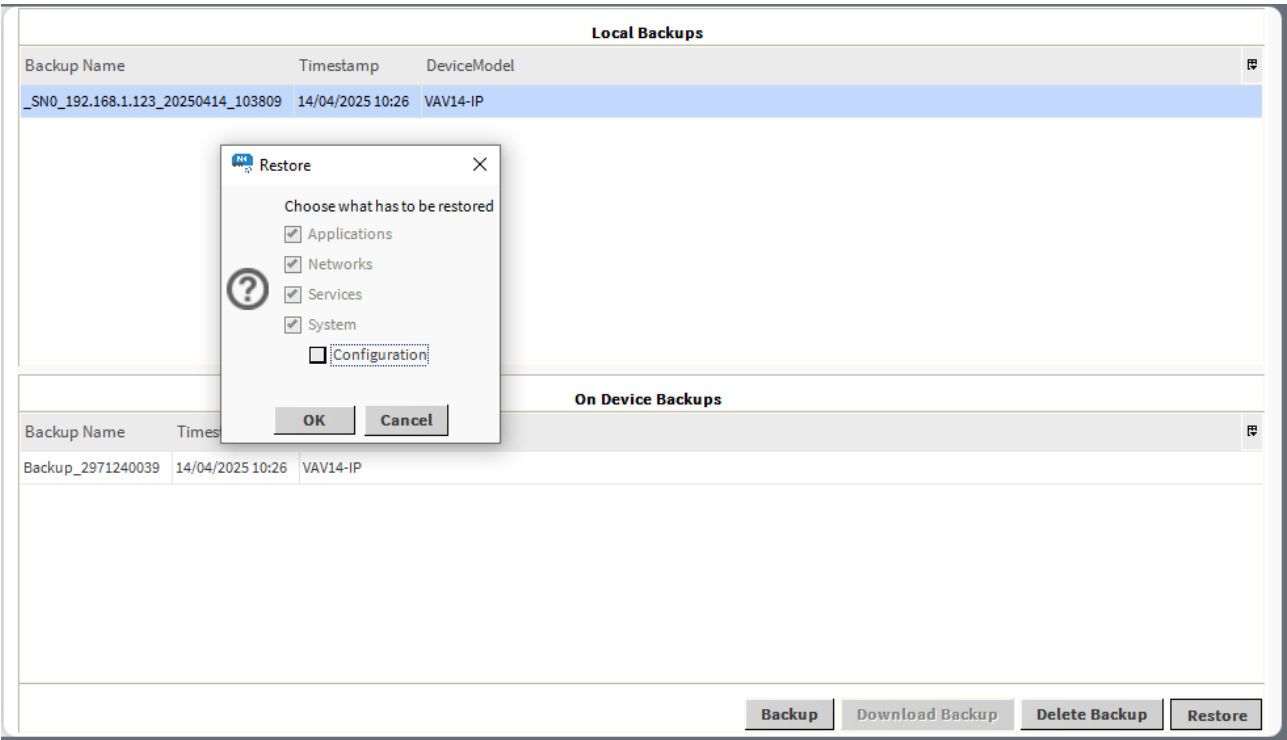 Local Backups
Backup Name Timestamp DeviceModel
_SN0_192.168.1.123_20250414_103809 14/04/2025 10:26 VAV14-IP
N4 Restore
Choose what has to be restored
Applications
Networks
Services
System
Configuration
OK Cancel
On Device Backups
Backup Name Times
Backup_2971240039 14/04/2025 10:26 VAV14-IP
Backup Download Backup Delete Backup Restore